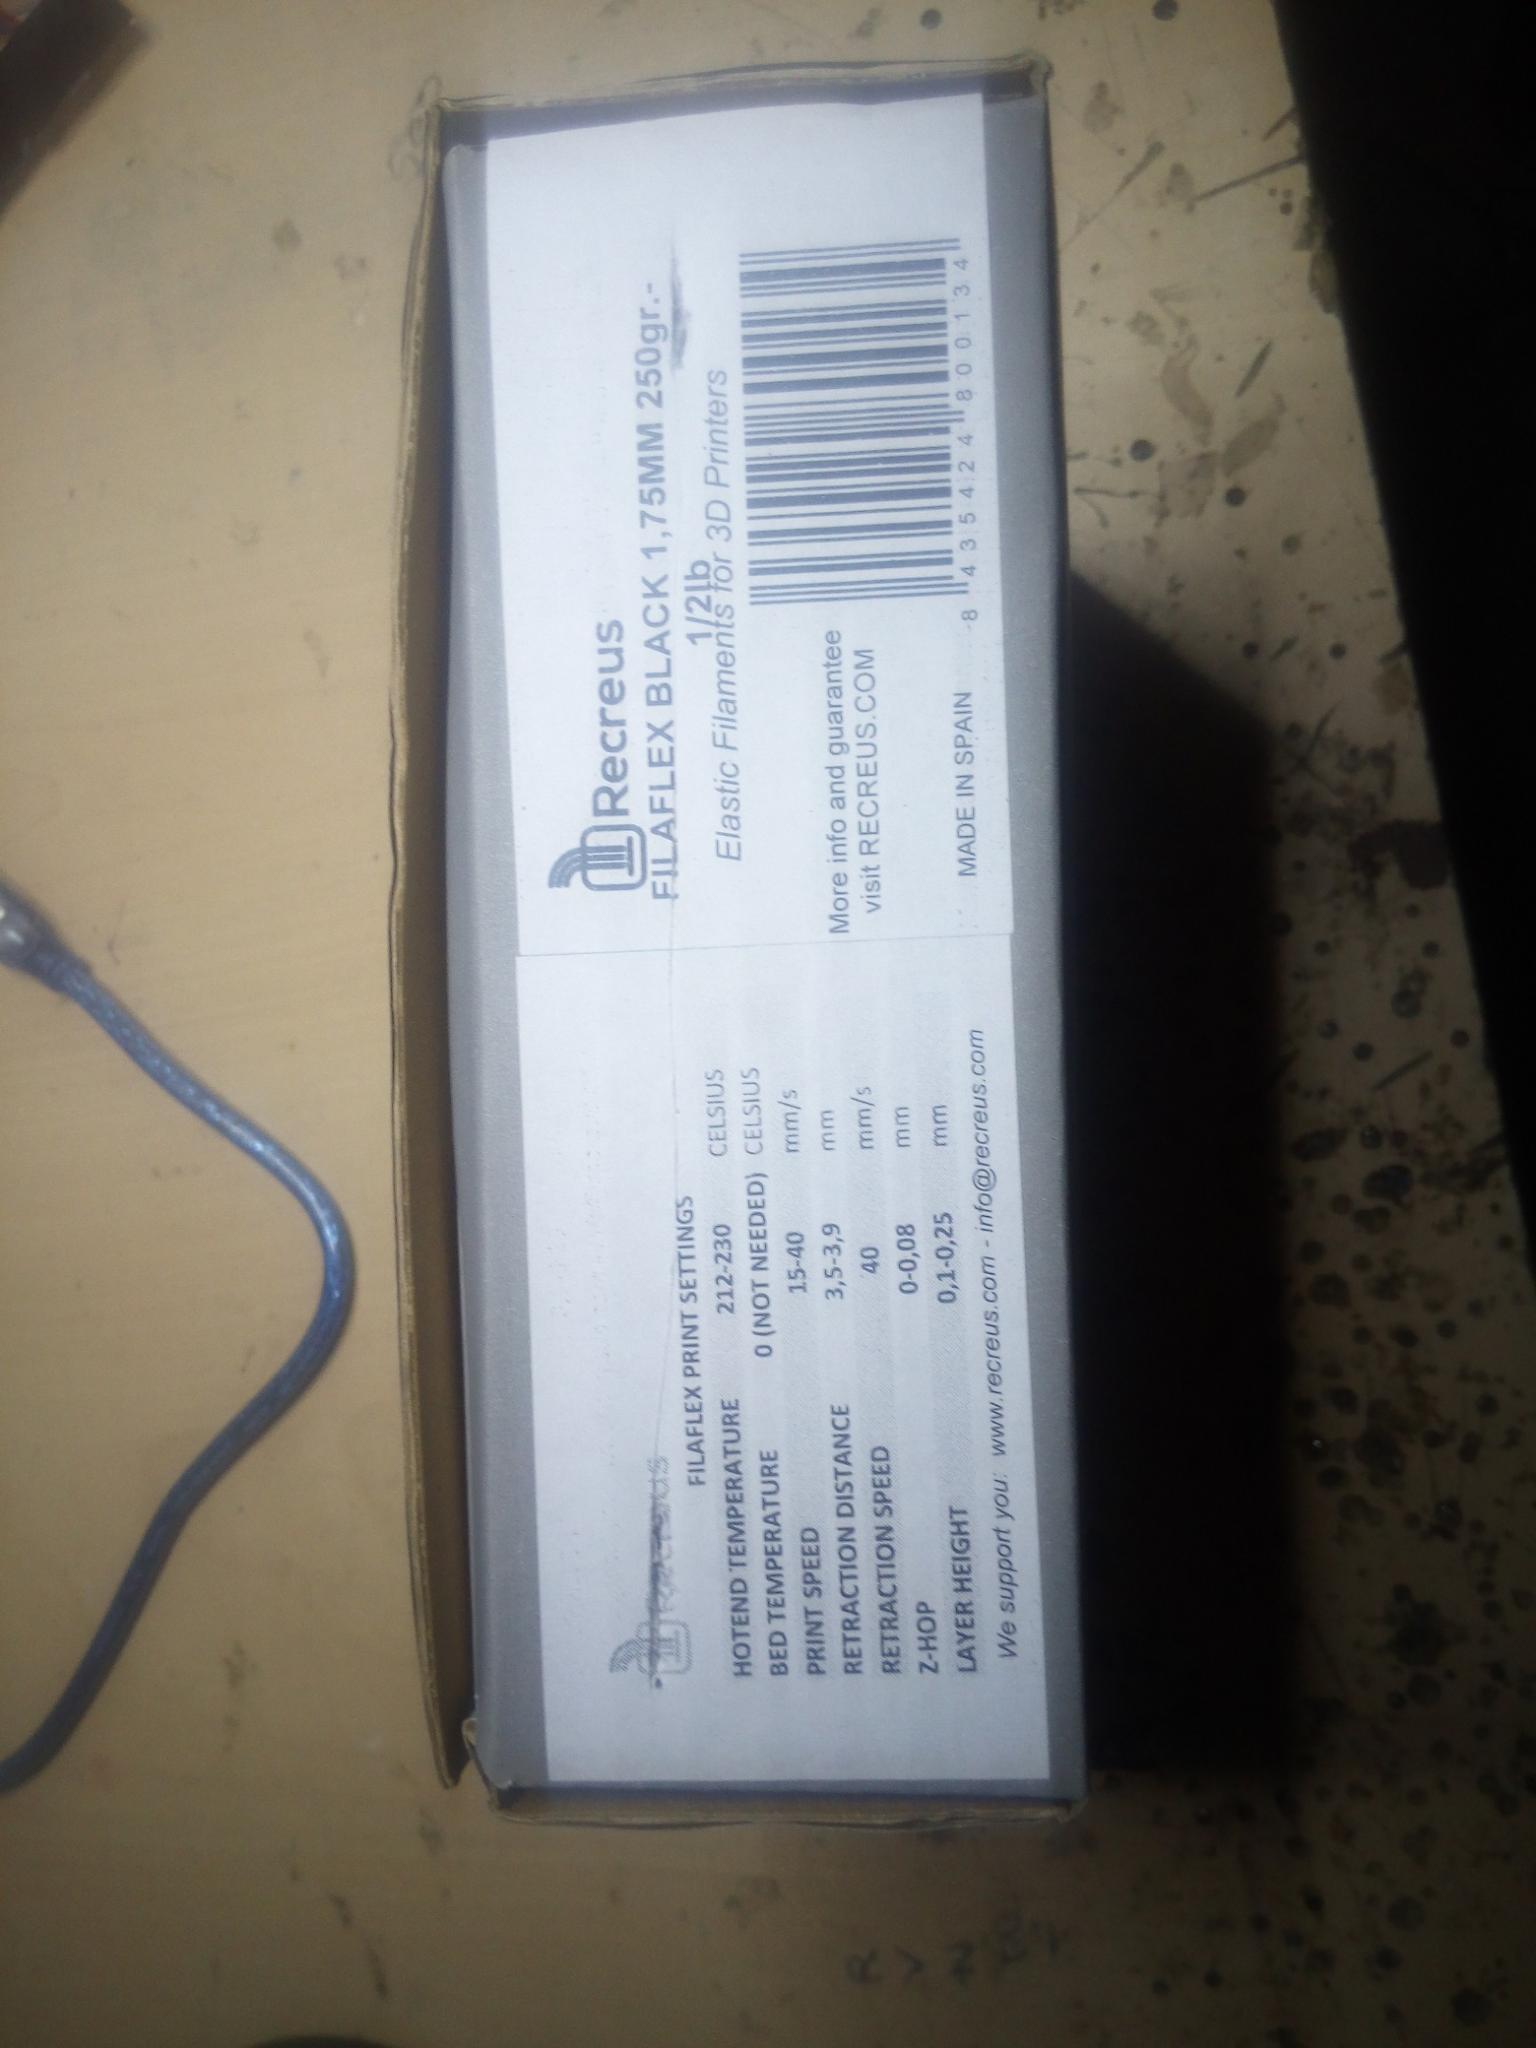 Recreus
FILAFLEX BLACK 1,75MM 250gr.-
1/2lb
Elastic Filaments for 3D Printers
More info and guarantee
visit RECREUS.COM
MADE IN SPAIN
8 435424 800134
Recreus
FILAFLEX PRINT SETTINGS
HOTEND TEMPERATURE 212-230 CELSIUS
BED TEMPERATURE 0 (NOT NEEDED) CELSIUS
PRINT SPEED 15-40 mm/s
RETRACTION DISTANCE 3,5-3,9 mm
RETRACTION SPEED 40 mm/s
Z-HOP 0-0,08 mm
LAYER HEIGHT 0,1-0,25 mm
We support you: www.recreus.com - info@recreus.com